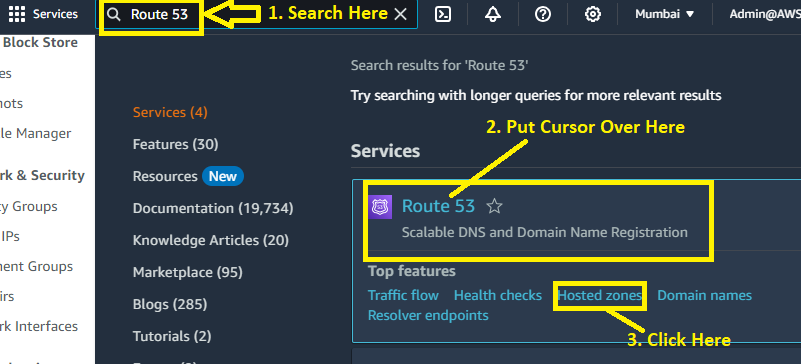 Services
Route 53
1. Search Here
Mumbai
Admin@AWS
Block Store
es
nots
le Manager
rk & Security
ty Groups
IPs
ment Groups
irs
rk Interfaces
Search results for 'Route 53'
Try searching with longer queries for more relevant results
Services (4)
Features (30)
Resources New
Documentation (19,734)
Knowledge Articles (20)
Marketplace (95)
Blogs (285)
Tutorials (2)
2. Put Cursor Over Here
Services
Route 53
Scalable DNS and Domain Name Registration
Top features
Traffic flow Health checks Hosted zones Domain names
Resolver endpoints
3. Click Here